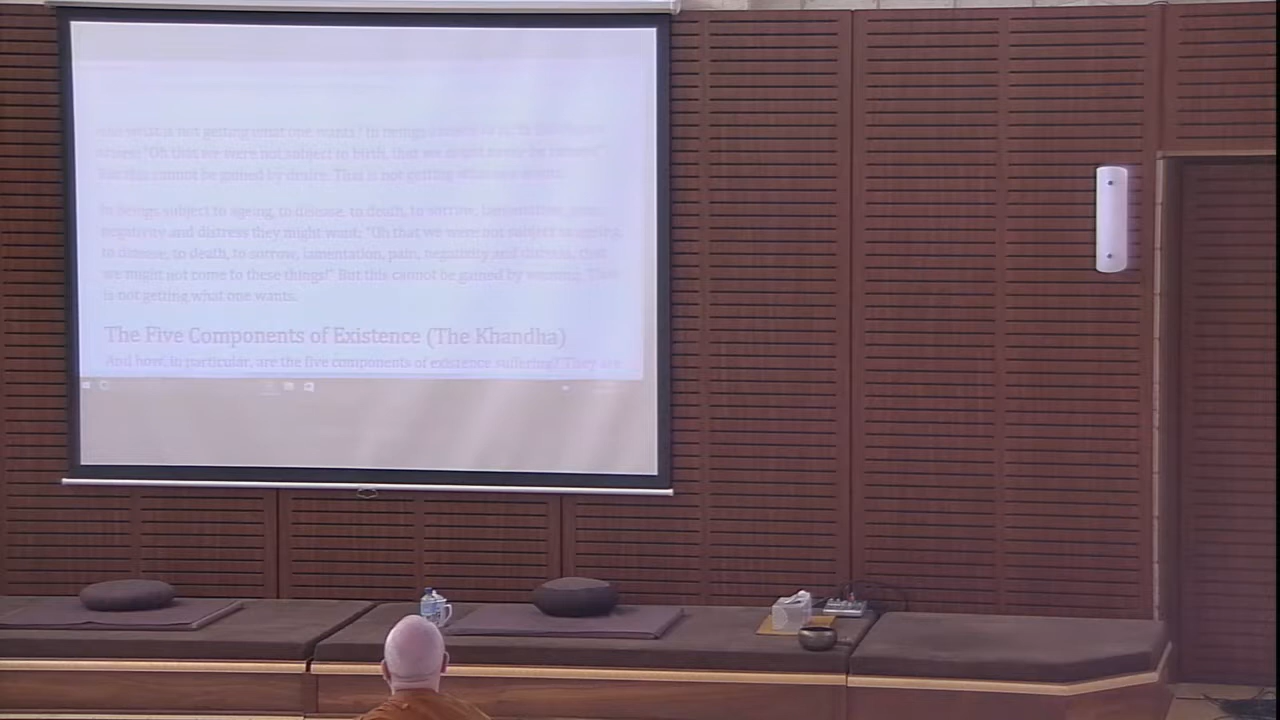 And what is not getting what one wants? In beings subject to birth
"Oh that we were not subject to birth, that we might never be
But this cannot be gained by desire. This is not getting what one wants.
In beings subject to ageing, to disease, to death, to sorrow, lamentation,
negativity and distress they might want: "Oh that we were not subject to ageing,
to disease, to death, to sorrow, lamentation, pain, negativity and distress, that
we might not come to these things!" But this cannot be gained by wanting. This
is not getting what one wants.
The Five Components of Existence (The Khandha)
And how, in particular, are the five components of existence suffering? They are